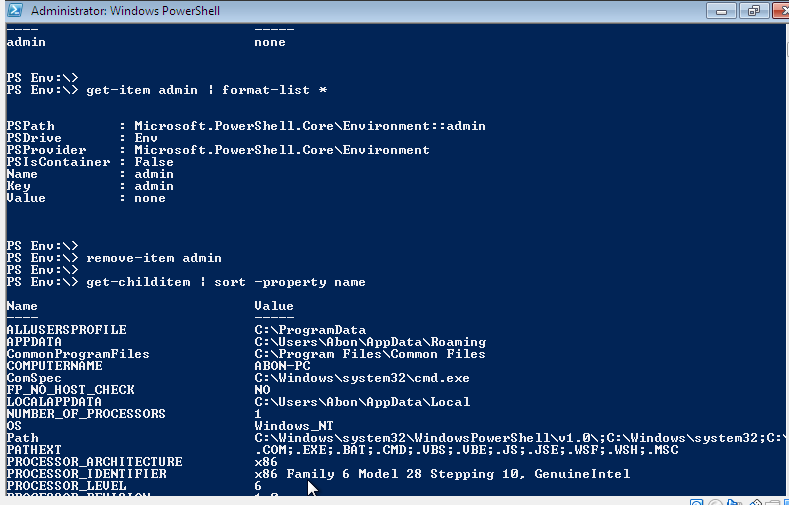 Administrator: Windows PowerShell
---- -----
admin none
PS Env:\>
PS Env:\> get-item admin | format-list *
PSPath : Microsoft.PowerShell.Core\Environment::admin
PSDrive : Env
PSProvider : Microsoft.PowerShell.Core\Environment
PSIsContainer : False
Name : admin
Key : admin
Value : none
PS Env:\>
PS Env:\> remove-item admin
PS Env:\>
PS Env:\> get-childitem | sort -property name
Name Value
---- -----
ALLUSERSPROFILE C:\ProgramData
APPDATA C:\Users\Abon\AppData\Roaming
CommonProgramFiles C:\Program Files\Common Files
COMPUTERNAME ABON-PC
ComSpec C:\Windows\system32\cmd.exe
FP_NO_HOST_CHECK NO
LOCALAPPDATA C:\Users\Abon\AppData\Local
NUMBER_OF_PROCESSORS 1
OS Windows_NT
Path C:\Windows\system32\WindowsPowerShell\v1.0\;C:\Windows\system32;C:\
PATHEXT .COM;.EXE;.BAT;.CMD;.VBS;.VBE;.JS;.JSE;.WSF;.WSH;.MSC
PROCESSOR_ARCHITECTURE x86
PROCESSOR_IDENTIFIER x86 Family 6 Model 28 Stepping 10, GenuineIntel
PROCESSOR_LEVEL 6